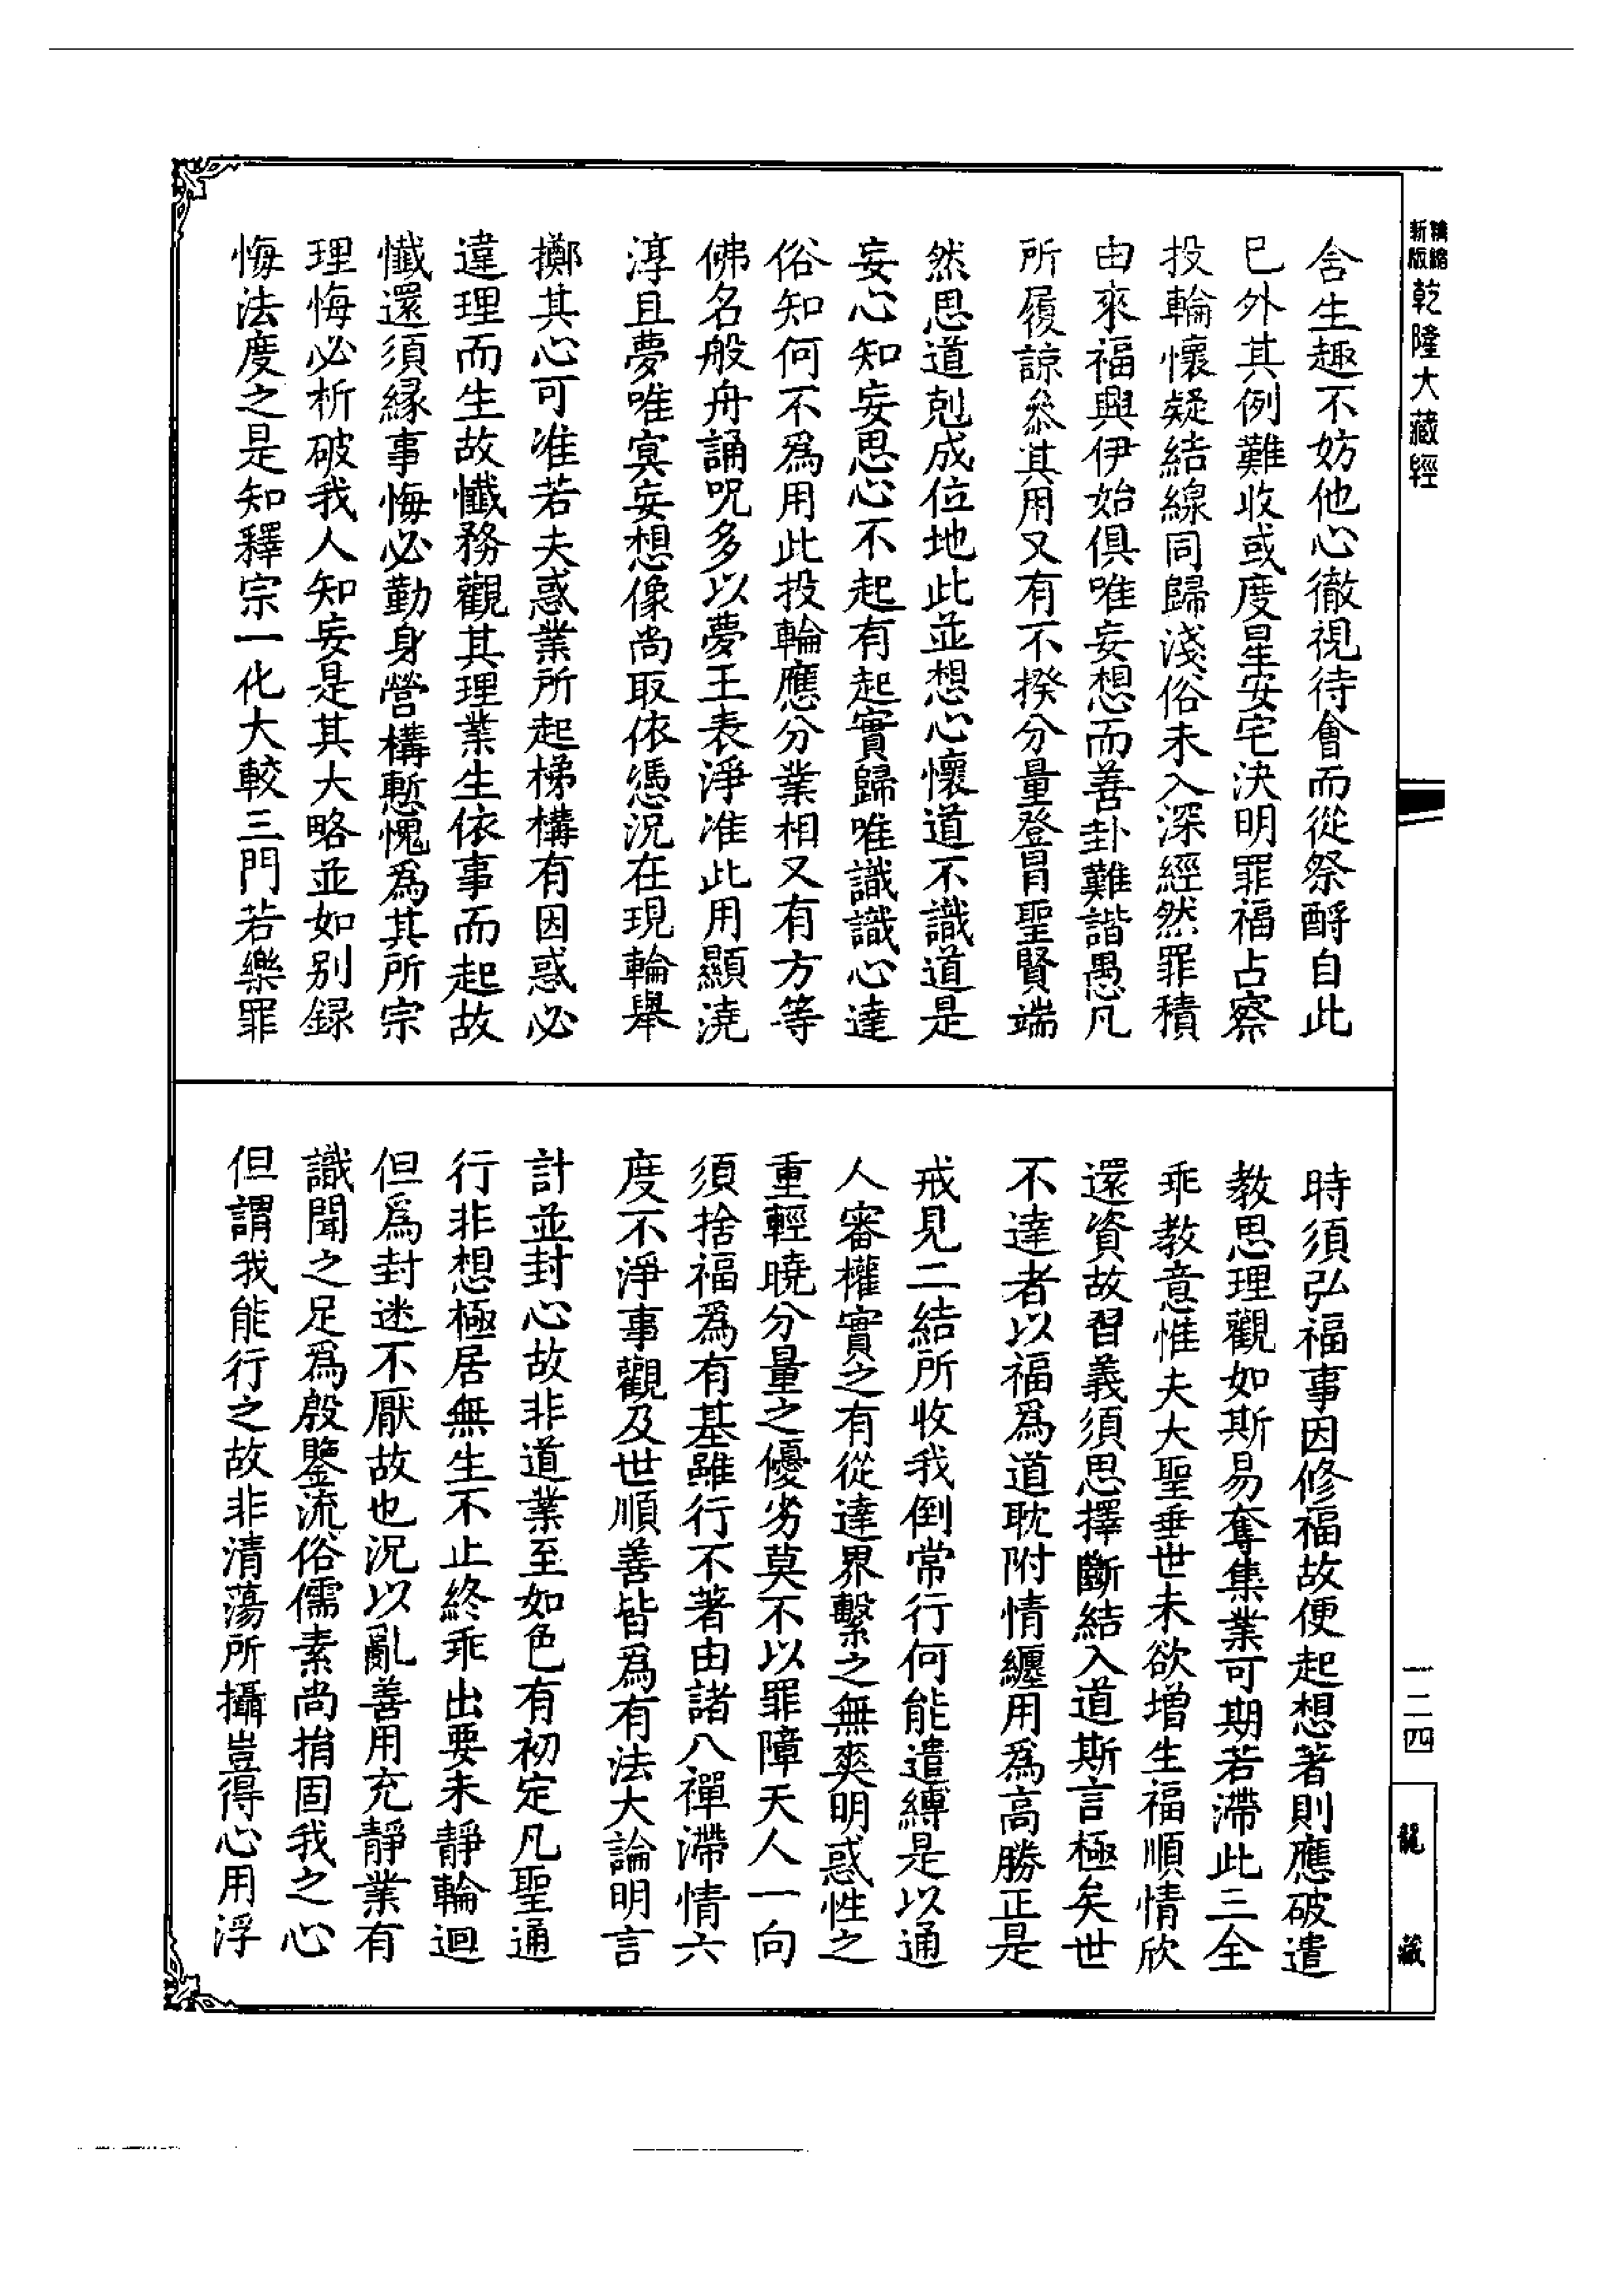 精縮新版乾隆大藏經
舍生趣不妨他心徹視待會而從祭酹自此
已外其例難收或度星安宅決明罪福占察
投輪懷疑結線同歸淺俗未入深經然罪積
由來福興伊始俱唯妄想而善卦難諧愚凡
所履諒參其用又有不揆分量登冒聖賢端
然思道剋成位地此並想心懷道不識道是
妄心知妄思心不起有起實歸唯識識心達
俗知何不爲用此投輪應分業相又有方等
佛名般舟誦呪多以夢王表淨准此用顯澆
淳且夢唯冥妄想像尚取依憑況在現輪舉
擲其心可准若夫惑業所起梯構有因惑必
違理而生故懺務觀其理業生依事而起故
懺還須緣事悔必勤身營構慙愧爲其所宗
理悔必析破我人知妄是其大略並如別録
悔法度之是知釋宗一化大較三門若樂罪
時須弘福事因修福故便起想著則應破遣
教思理觀如斯易奪集業可期若滯此三全
乖教意惟夫大聖垂世未欲增生福順情欣
還資故習義須思擇斷結入道斯言極矣世
不達者以福爲道耽附情纏用爲高勝正是
戒見二結所收我倒常行何能遣縛是以通
人審權實之有從達界繫之無爽明惑性之
重輕曉分量之優劣莫不以罪障天人一向
須捨福爲有基雖行不著由諸八禪滯情六
度不淨事觀及世順善皆爲有法大論明言
計並封心故非道業至如色有初定凡聖通
行非想極居無生不止終乖出要未靜輪迴
但爲封迷不厭故也況以亂善用充靜業有
識聞之足爲殷鑒流俗儒素尚捐固我之心
但謂我能行之故非清蕩所攝豈得心用浮
一二四
龍藏